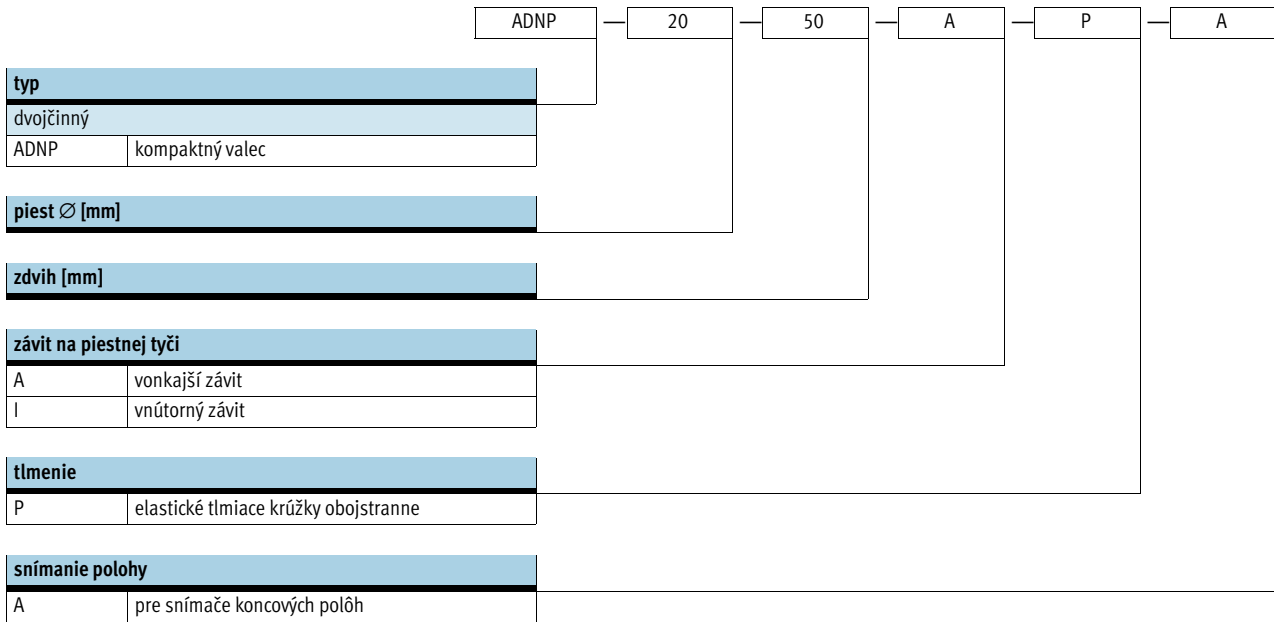 ADNP — 20 — 50 — A — P — A
typ
dvojčinný
ADNP kompaktný valec
piest ∅ [mm]
zdvih [mm]
závit na piestnej tyči
A vonkajší závit
I vnútorný závit
tlmenie
P elastické tlmiace krúžky obojstranne
snímanie polohy
A pre snímače koncových polôh